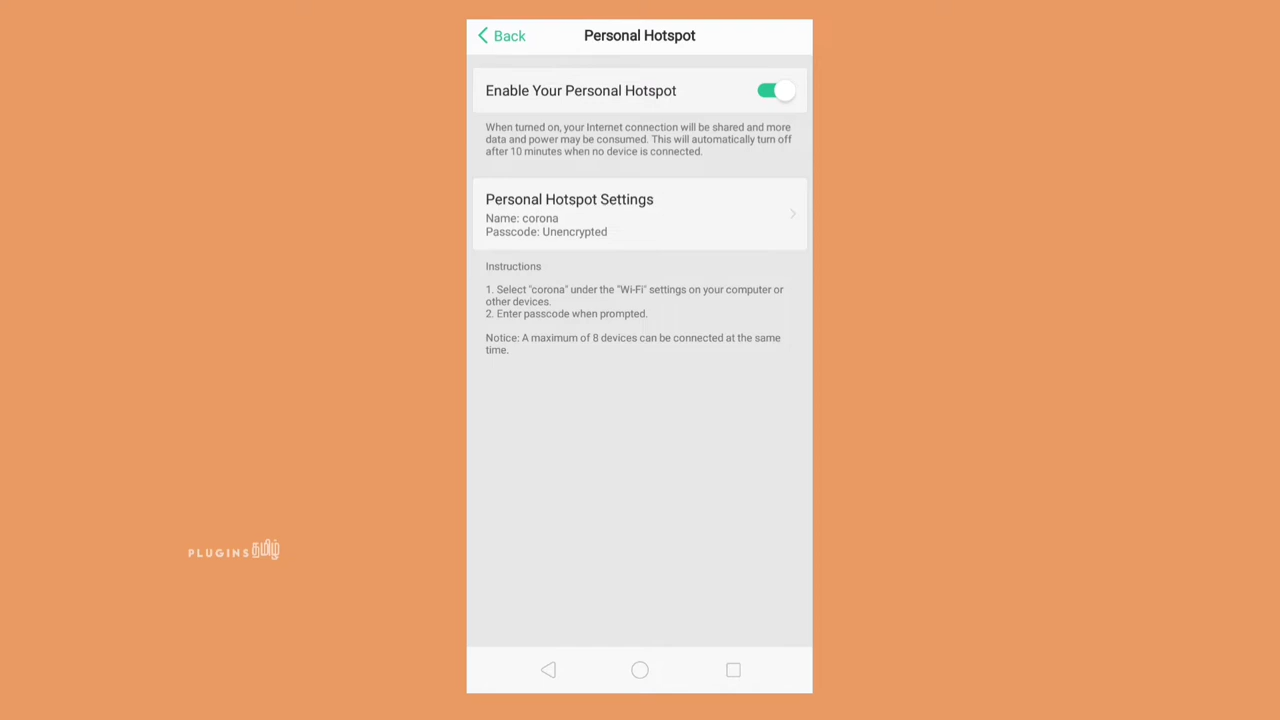 Back
Personal Hotspot
Enable Your Personal Hotspot
When turned on, your Internet connection will be shared and more
data and power may be consumed. This will automatically turn off
after 10 minutes when no device is connected.
Personal Hotspot Settings
Name: corona
Passcode: Unencrypted
Instructions
1. Select "corona" under the "Wi-Fi" settings on your computer or
other devices.
2. Enter passcode when prompted.
Notice: A maximum of 8 devices can be connected at the same
time.
PLUGINS தமிழ்